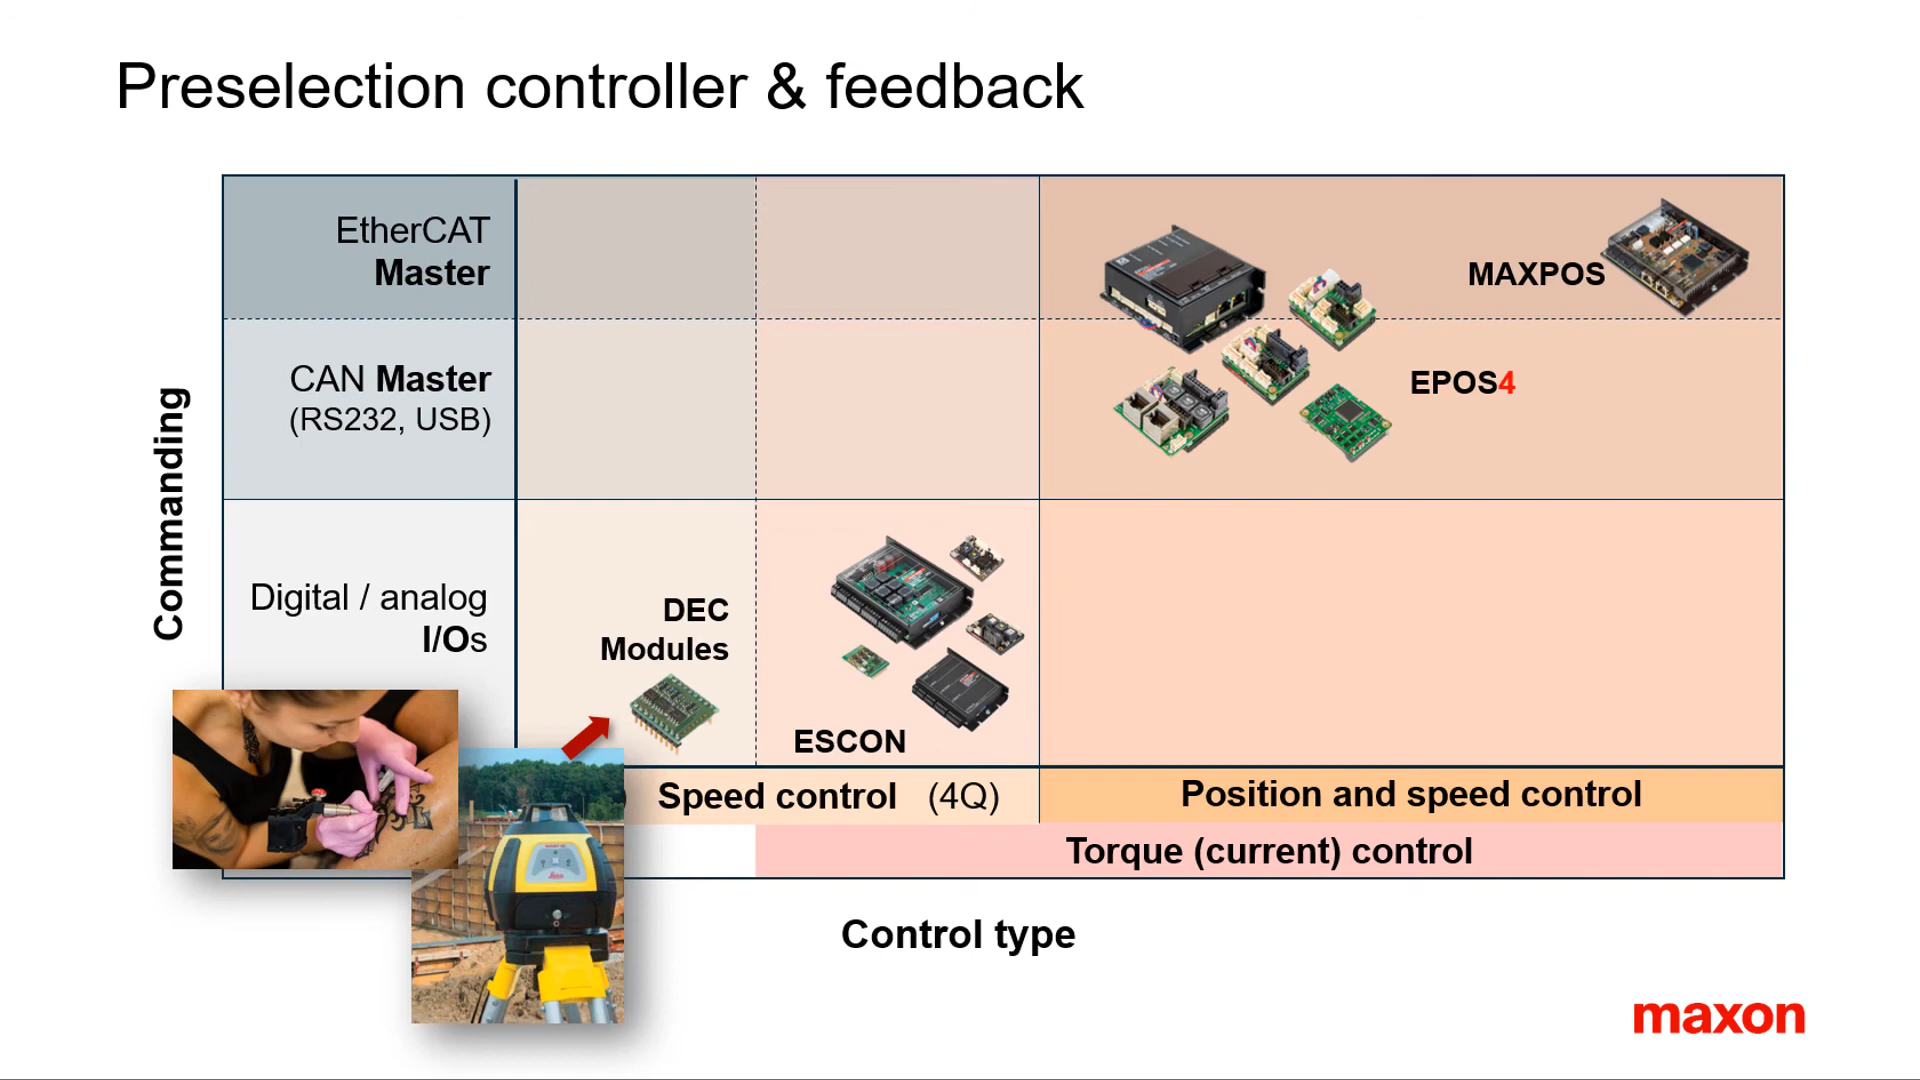 Preselection controller & feedback
EtherCAT
Master
MAXPOS
CAN Master
(RS232, USB)
EPOS4
Commanding
Digital / analog
I/Os
DEC
Modules
ESCON
Speed control (4Q)
Position and speed control
Torque (current) control
Control type
maxon